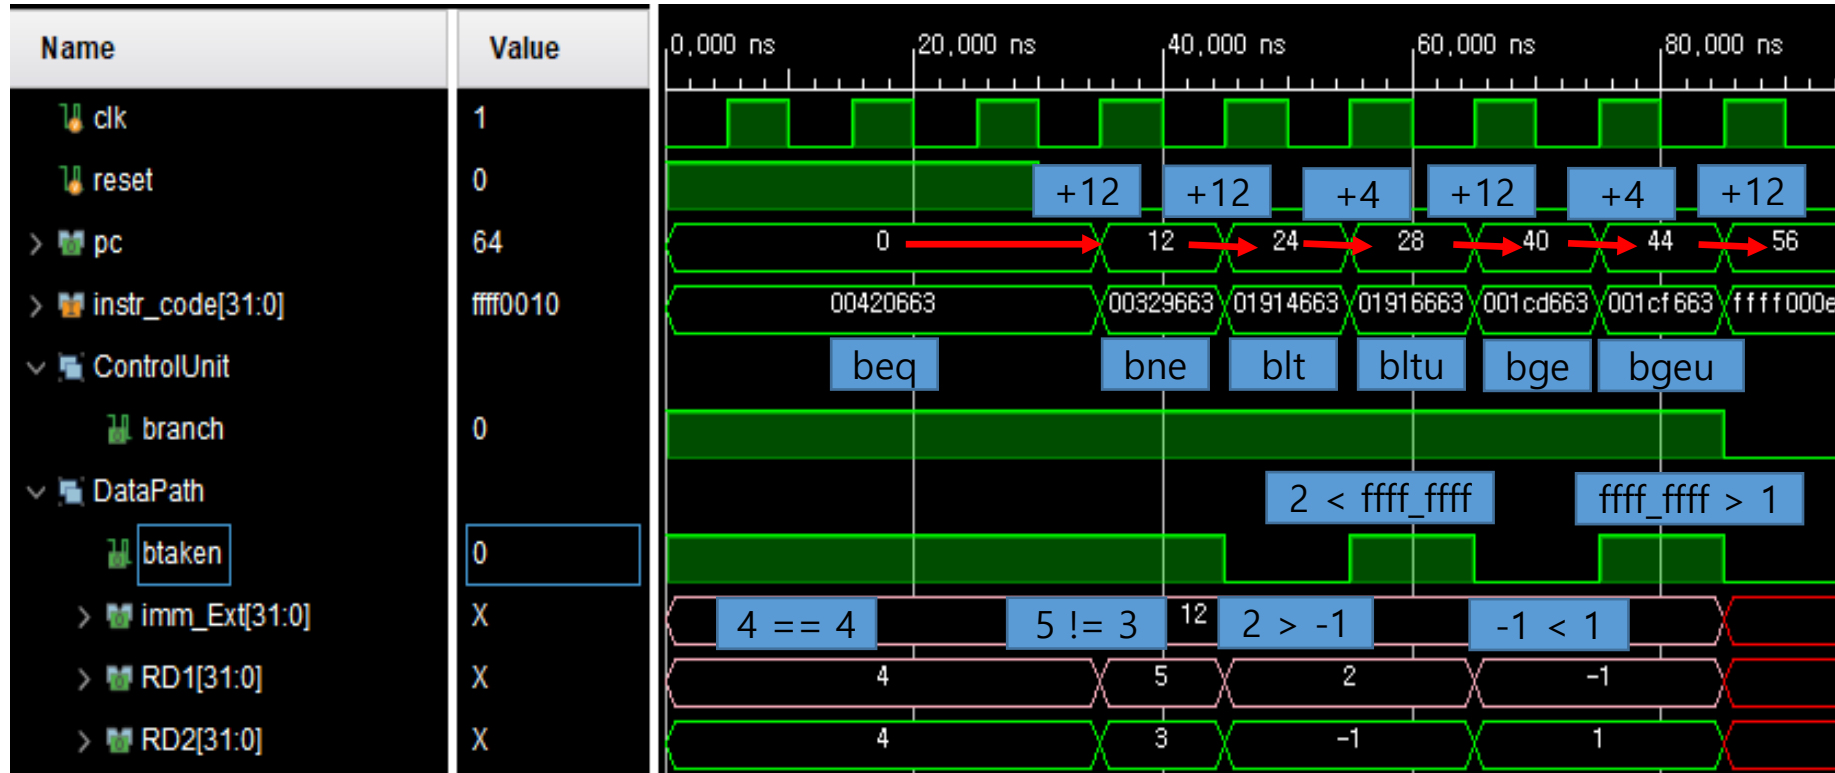 Name Value 0,000 ns 20,000 ns 40,000 ns 60,000 ns 80,000 ns
clk 1
reset 0 +12 +12 +4 +12 +4 +12
pc 64 0 12 24 28 40 44 56
instr_code[31:0] ffff0010 00420663 00329663 01914663 01916663 001cd663 001cf663 ffff000e
ControlUnit beq bne blt bltu bge bgeu
branch 0
DataPath 2 < ffff_ffff ffff_ffff > 1
btaken 0
imm_Ext[31:0] X 4 == 4 5 != 3 12 2 > -1 -1 < 1
RD1[31:0] X 4 5 2 -1
RD2[31:0] X 4 3 -1 1